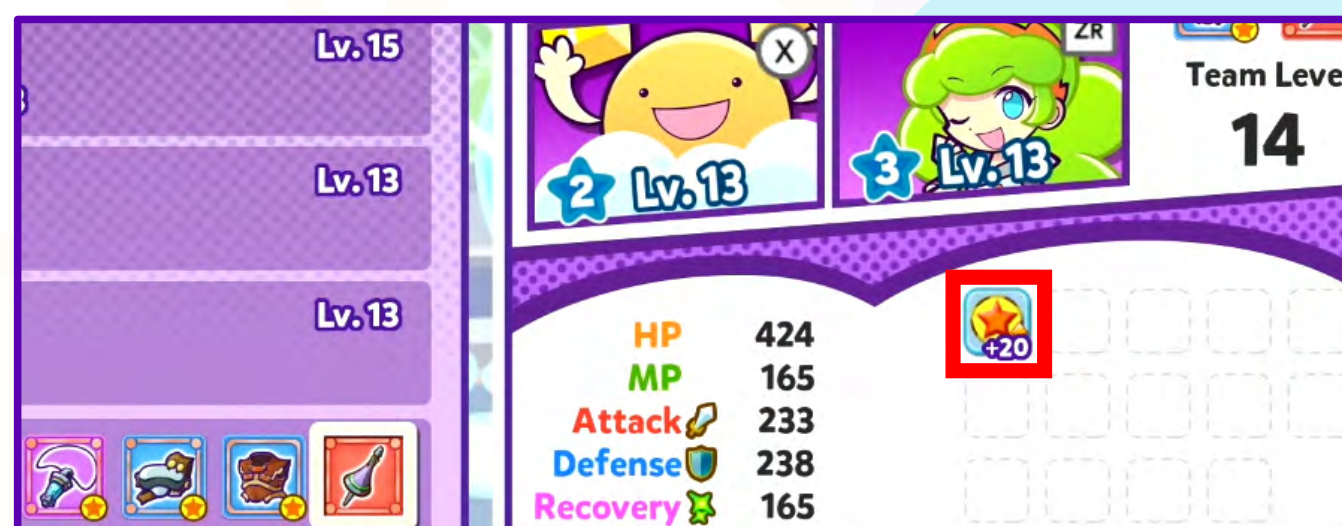 Lv. 15
Lv. 13
Lv. 13
X
2 Lv. 13
ZR
3 Lv. 13
Team Leve
14
HP 424
MP 165
Attack 233
Defense 238
Recovery 165
+20